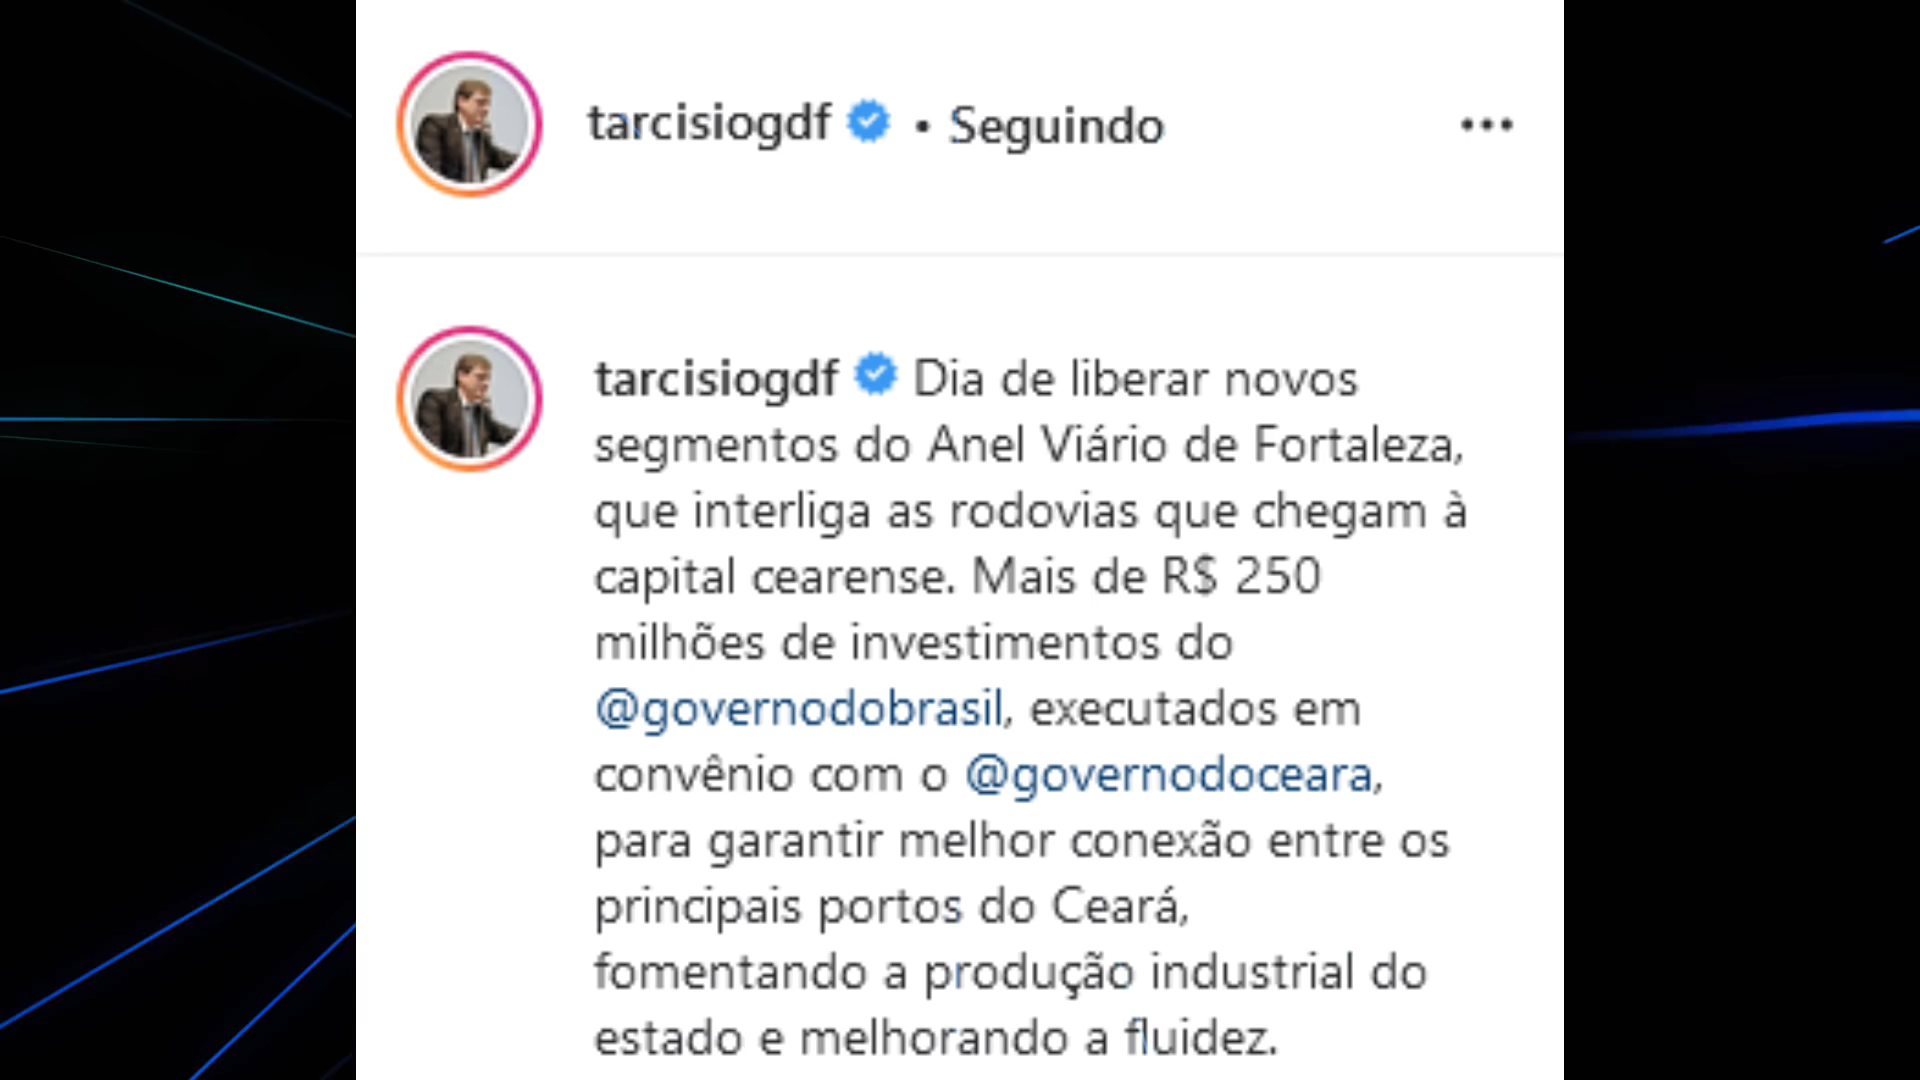 tarcisiogdf • Seguindo
tarcisiogdf Dia de liberar novos
segmentos do Anel Viário de Fortaleza,
que interliga as rodovias que chegam à
capital cearense. Mais de R$ 250
milhões de investimentos do
@governodobrasil, executados em
convênio com o @governodoceara,
para garantir melhor conexão entre os
principais portos do Ceará,
fomentando a produção industrial do
estado e melhorando a fluidez.